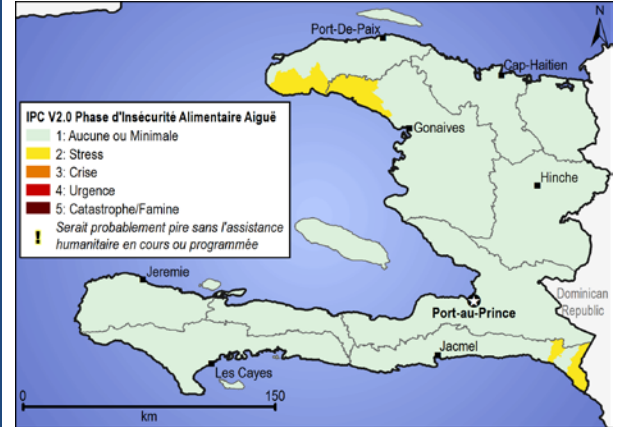 N
Port-De-Paix
Cap-Haitien
IPC V2.0 Phase d'Insécurité Alimentaire Aiguë
1: Aucune ou Minimale
2: Stress
3: Crise
4: Urgence
5: Catastrophe/Famine
! Serait probablement pire sans l'assistance
humanitaire en cours ou programmée
Gonaives
Hinche
Jeremie
Dominican
Republic
Port-au-Prince
Jacmel
Les Cayes
0 150
km